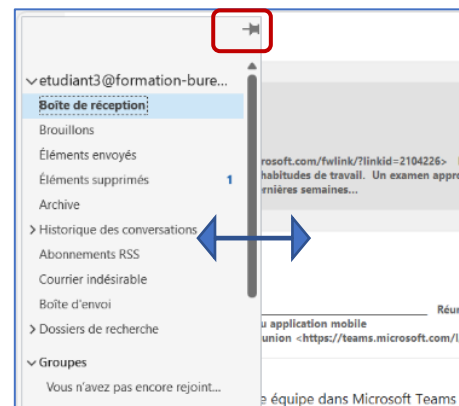 etudiant3@formation-bure...
Boîte de réception
Brouillons
Éléments envoyés
Éléments supprimés 1
Archive
Historique des conversations
Abonnements RSS
Courrier indésirable
Boîte d'envoi
Dossiers de recherche
Groupes
Vous n'avez pas encore rejoint...
rosoft.com/fwlink/?linkid=2104226>
habitudes de travail. Un examen appro
rnières semaines...
Réu
application mobile
union <https://teams.microsoft.com/l
e équipe dans Microsoft Teams